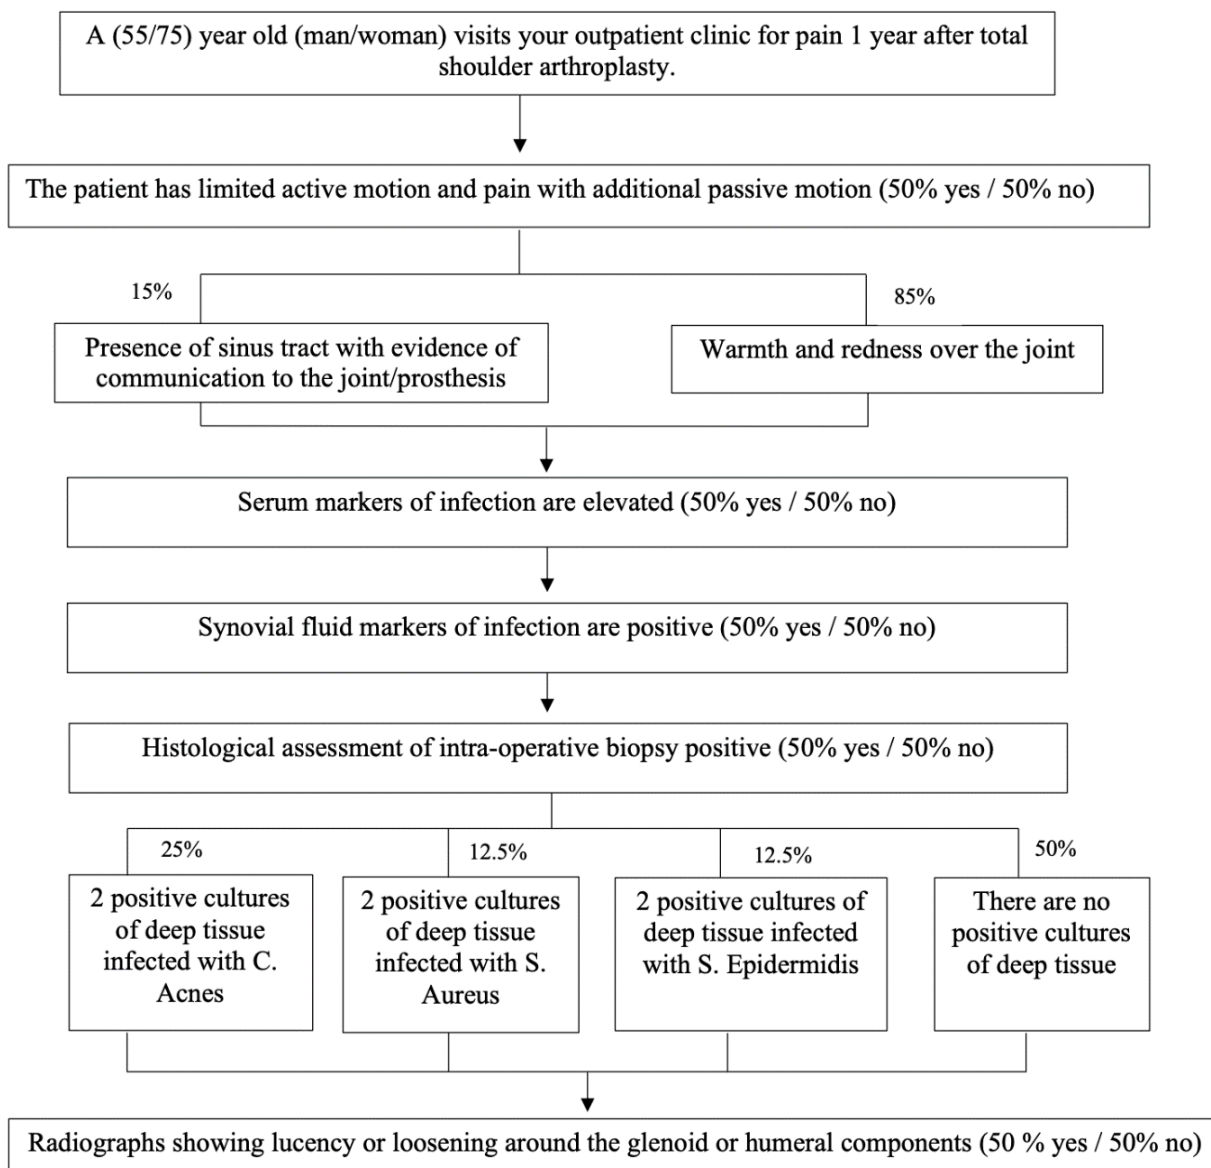 A (55/75) year old (man/woman) visits your outpatient clinic for pain 1 year after total
shoulder arthroplasty.
The patient has limited active motion and pain with additional passive motion (50% yes / 50% no)
15%
85%
Presence of sinus tract with evidence of
communication to the joint/prosthesis
Warmth and redness over the joint
Serum markers of infection are elevated (50% yes / 50% no)
Synovial fluid markers of infection are positive (50% yes / 50% no)
Histological assessment of intra-operative biopsy positive (50% yes / 50% no)
25%
12.5%
12.5%
50%
2 positive cultures
of deep tissue
infected with C.
Acnes
2 positive cultures
of deep tissue
infected with S.
Aureus
2 positive cultures of
deep tissue infected
with S. Epidermidis
There are no
positive cultures
of deep tissue
Radiographs showing lucency or loosening around the glenoid or humeral components (50 % yes / 50% no)